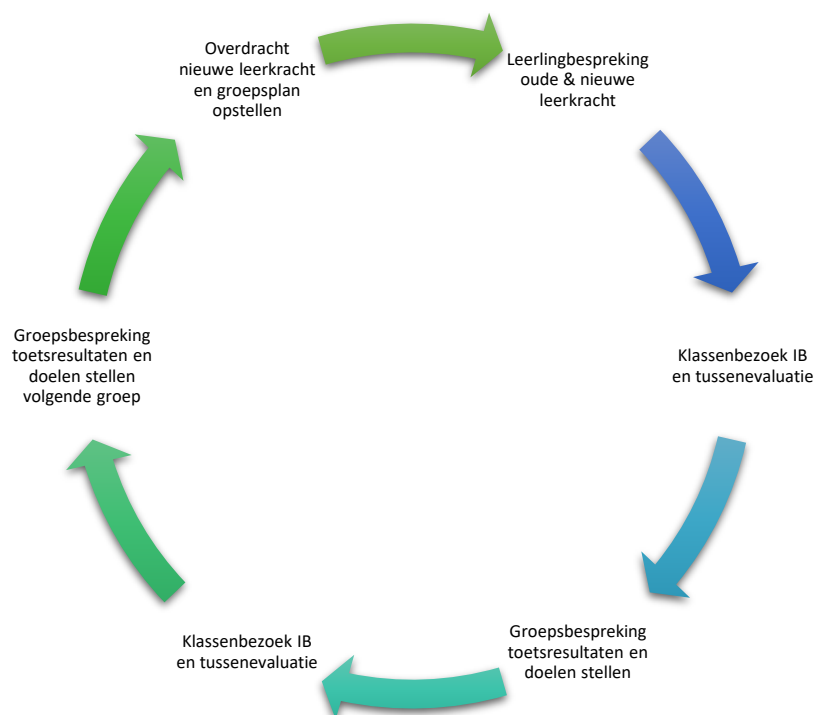 Overdracht
nieuwe leerkracht
en groepsplan
opstellen
Leerlingbespreking
oude & nieuwe
leerkracht
Klassenbezoek IB
en tussenevaluatie
Groepsbespreking
toetsresultaten en
doelen stellen
Klassenbezoek IB
en tussenevaluatie
Groepsbespreking
toetsresultaten en
doelen stellen
volgende groep